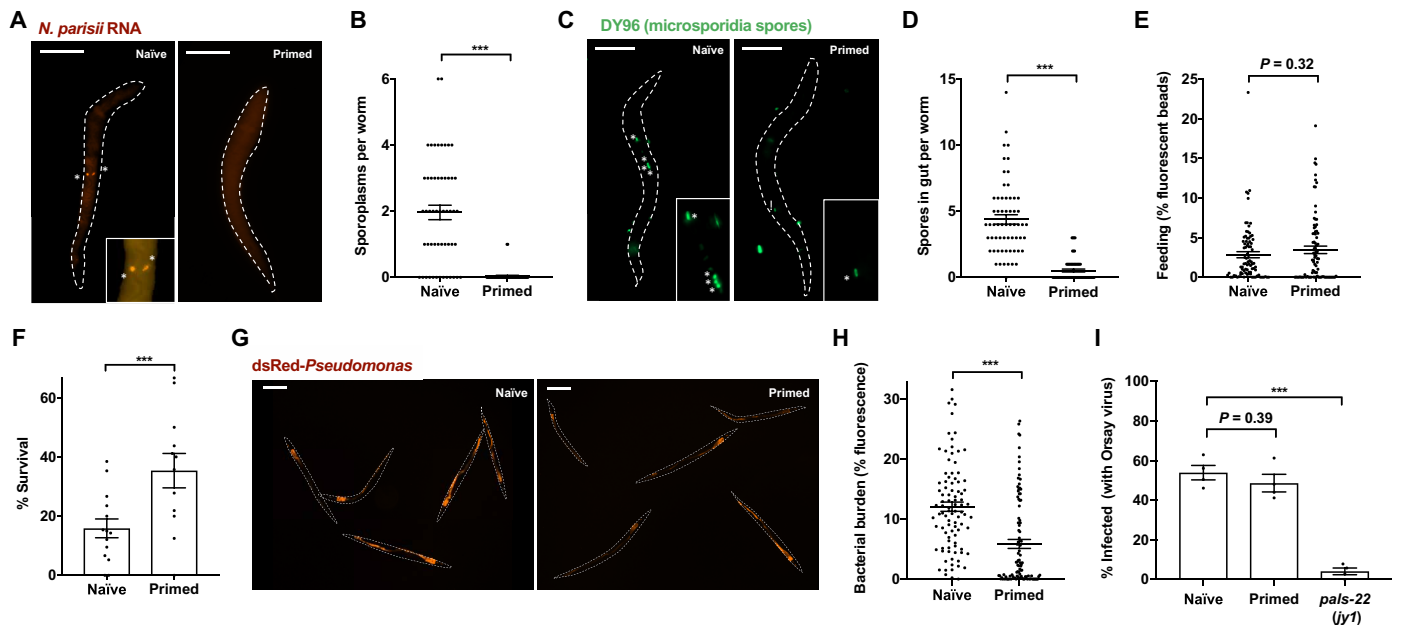 A
N. parisii RNA
Naïve
Primed
*
*
*
*
B
***
Sporoplasms per worm
6
4
2
0
Naïve
Primed
C
DY96 (microsporidia spores)
Naïve
Primed
*
*
*
*
*
*
*
*
*
D
***
Spores in gut per worm
15
10
5
0
Naïve
Primed
E
P = 0.32
Feeding (% fluorescent beads)
25
20
15
10
5
0
Naïve
Primed
F
***
% Survival
60
40
20
0
Naïve
Primed
G
dsRed-Pseudomonas
Naïve
Primed
H
***
Bacterial burden (% fluorescence)
30
20
10
0
Naïve
Primed
I
***
P = 0.39
% Infected (with Orsay virus)
100
80
60
40
20
0
Naïve
Primed
pals-22
(jy1)